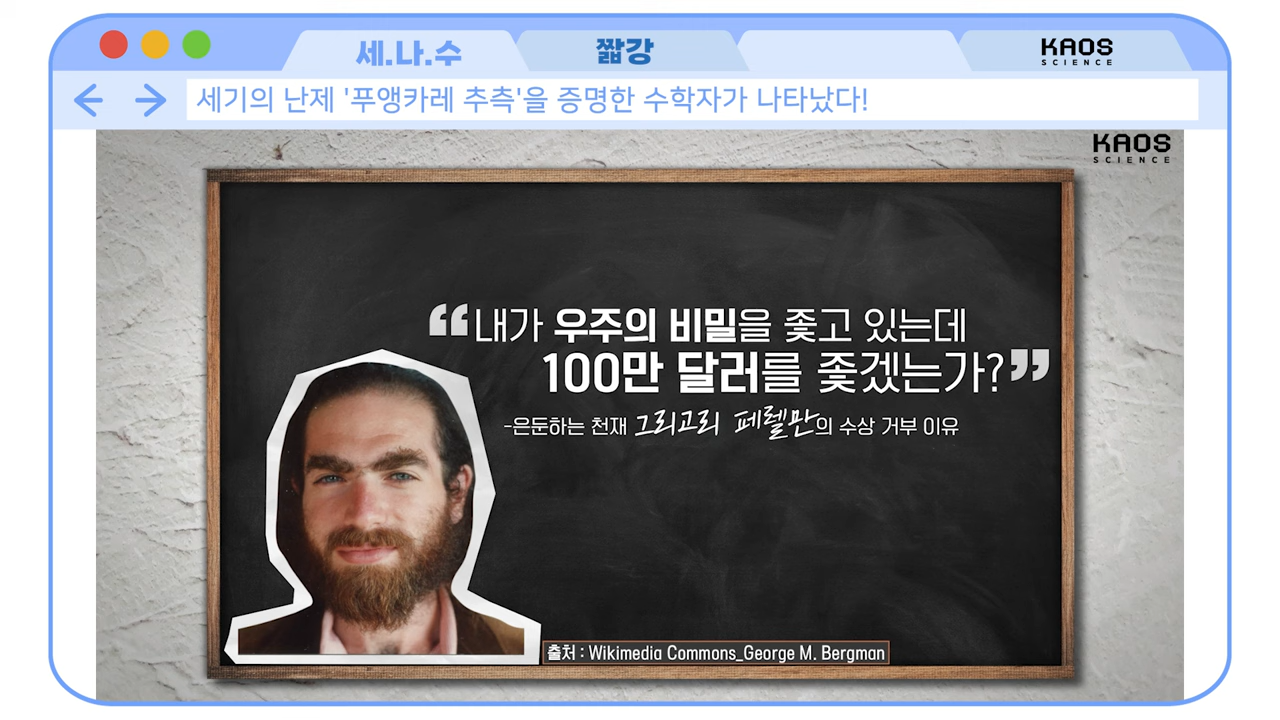 세.나.수
짧강
KAOS
SCIENCE
세기의 난제 '푸앵카레 추측'을 증명한 수학자가 나타났다!
KAOS
SCIENCE
“내가 우주의 비밀을 좇고 있는데
100만 달러를 좇겠는가?”
-은둔하는 천재 그리고리 페렐만의 수상 거부 이유
출처 : Wikimedia Commons_George M. Bergman